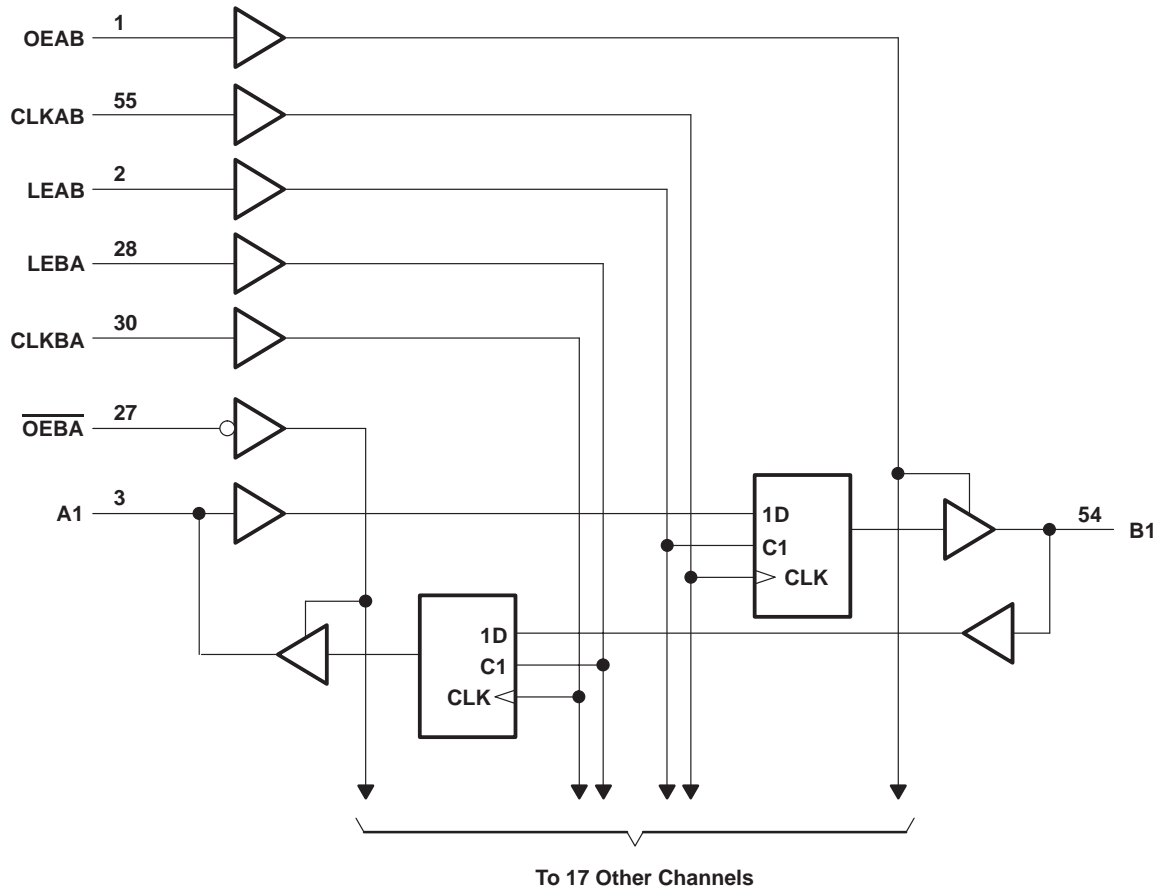 OEAB 1
CLKAB 55
LEAB 2
LEBA 28
CLKBA 30
OEBA 27
A1 3
1D
C1
CLK
54 B1
1D
C1
CLK
To 17 Other Channels